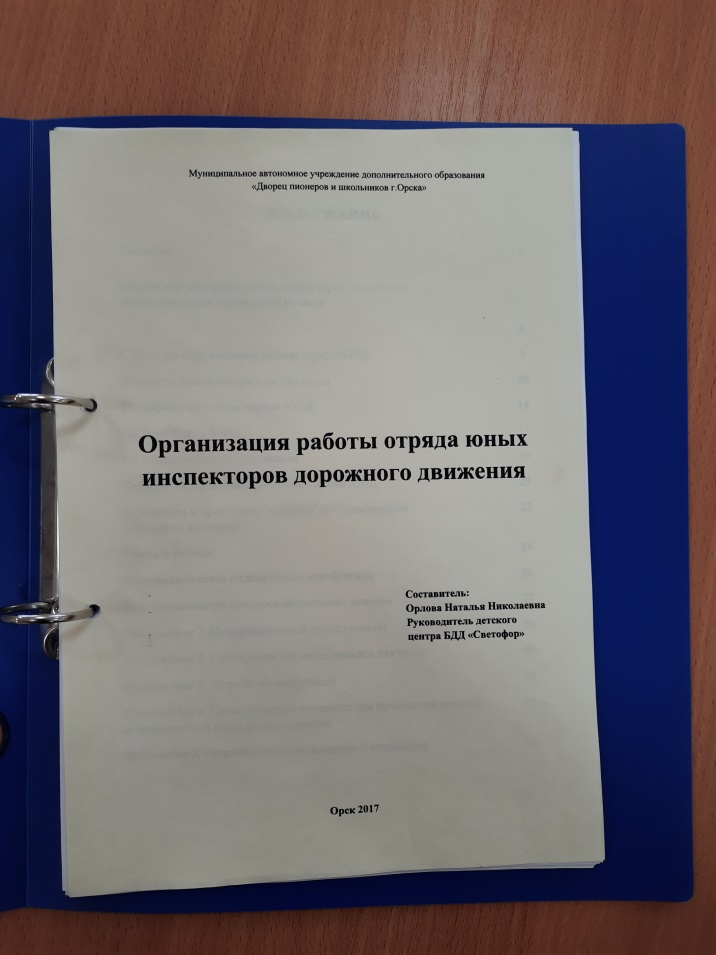 Муниципальное автономное учреждение дополнительного образования
«Дворец пионеров и школьников г.Орска»
Организация работы отряда юных
инспекторов дорожного движения
Составитель:
Орлова Наталья Николаевна
Руководитель детского
центра БДД «Светофор»
Орск 2017